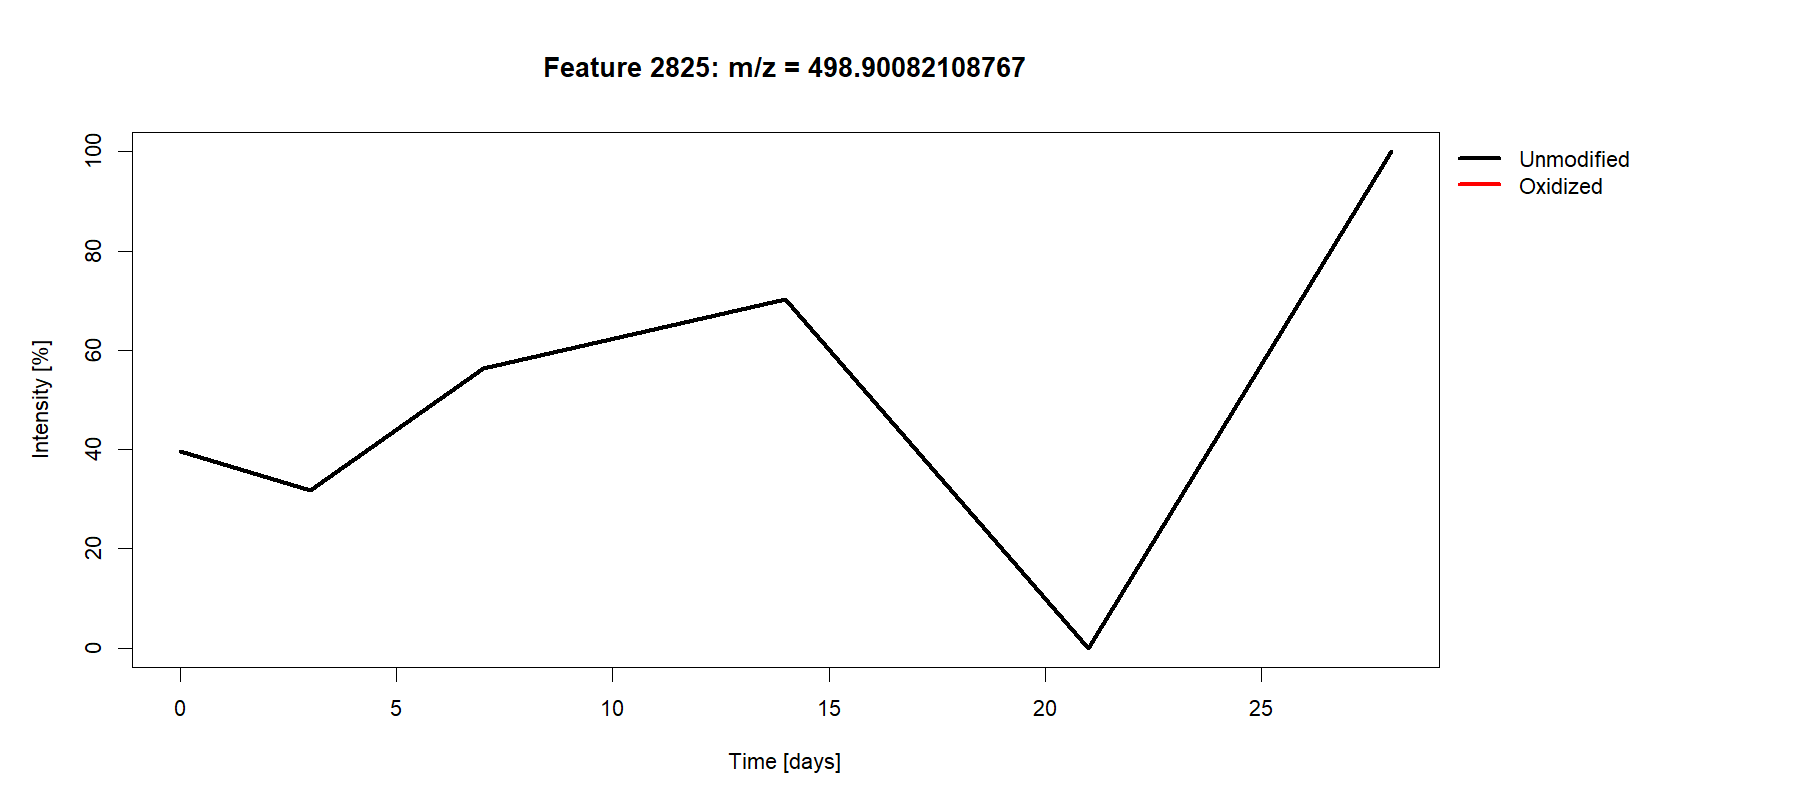 Feature 2825: m/z = 498.90082108767
Unmodified
Oxidized
Intensity [%]
100
80
60
40
20
0
0 5 10 15 20 25
Time [days]